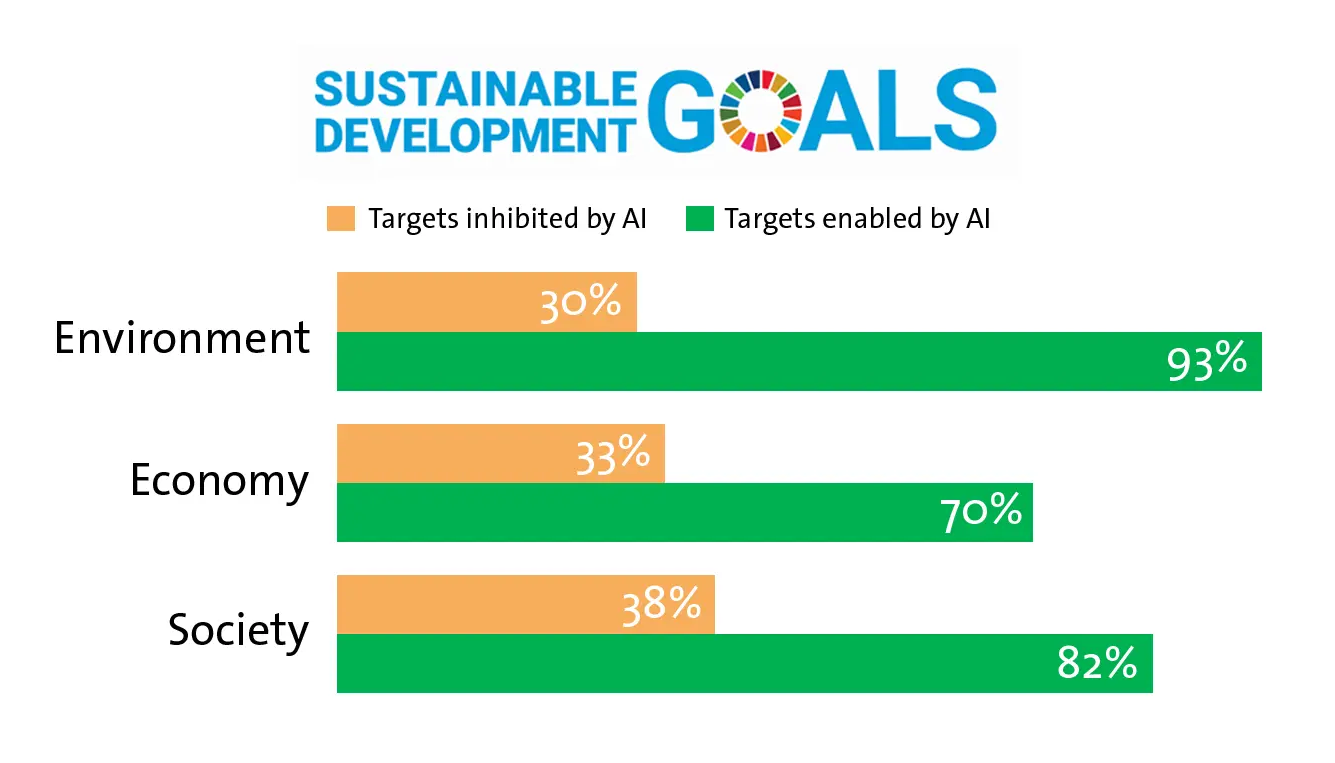 SUSTAINABLE
DEVELOPMENT
GOALS
Targets inhibited by AI
Targets enabled by AI
Environment
30%
93%
Economy
33%
70%
Society
38%
82%